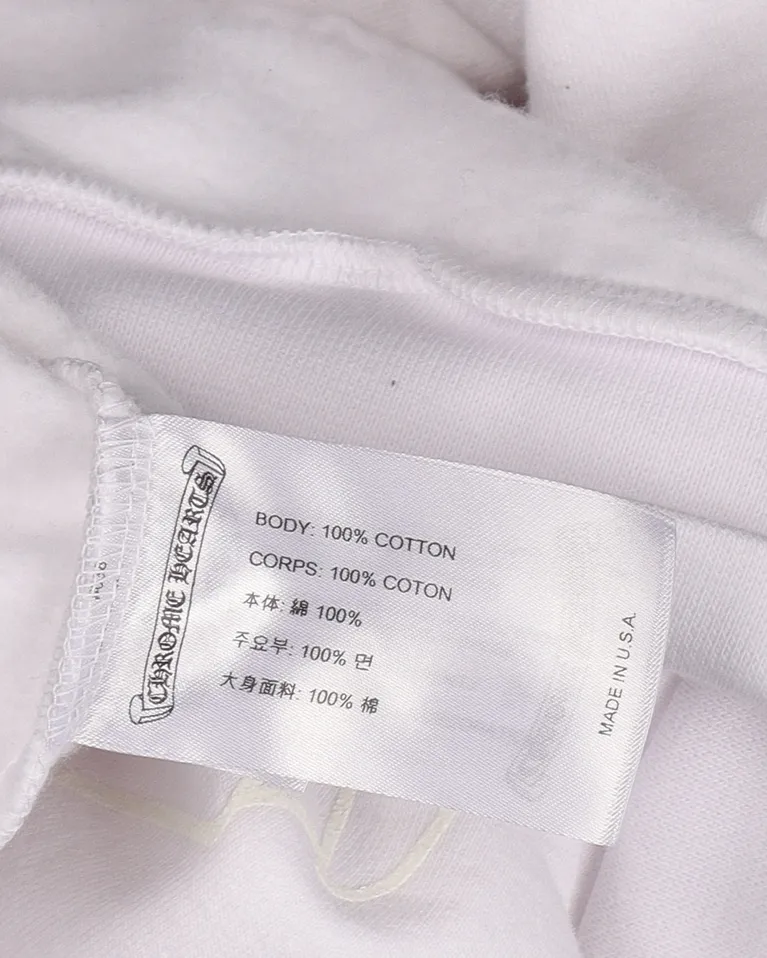 CHROME HEARTS
BODY: 100% COTTON
CORPS: 100% COTON
本体: 綿 100%
주요부: 100% 면
大身面料: 100% 棉
MADE IN U.S.A.